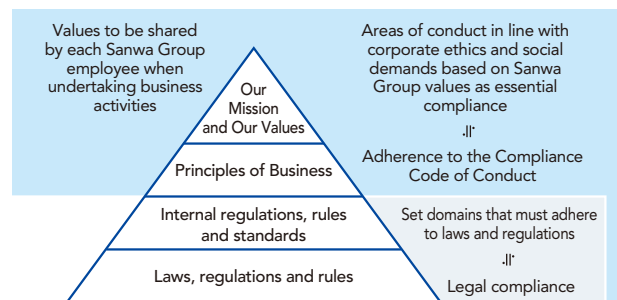 Values to be shared
by each Sanwa Group
employee when
undertaking business
activities
Our
Mission
and Our Values
Principles of Business
Internal regulations, rules
and standards
Laws, regulations and rules
Areas of conduct in line with
corporate ethics and social
demands based on Sanwa
Group values as essential
compliance
Adherence to the Compliance
Code of Conduct
Set domains that must adhere
to laws and regulations
Legal compliance